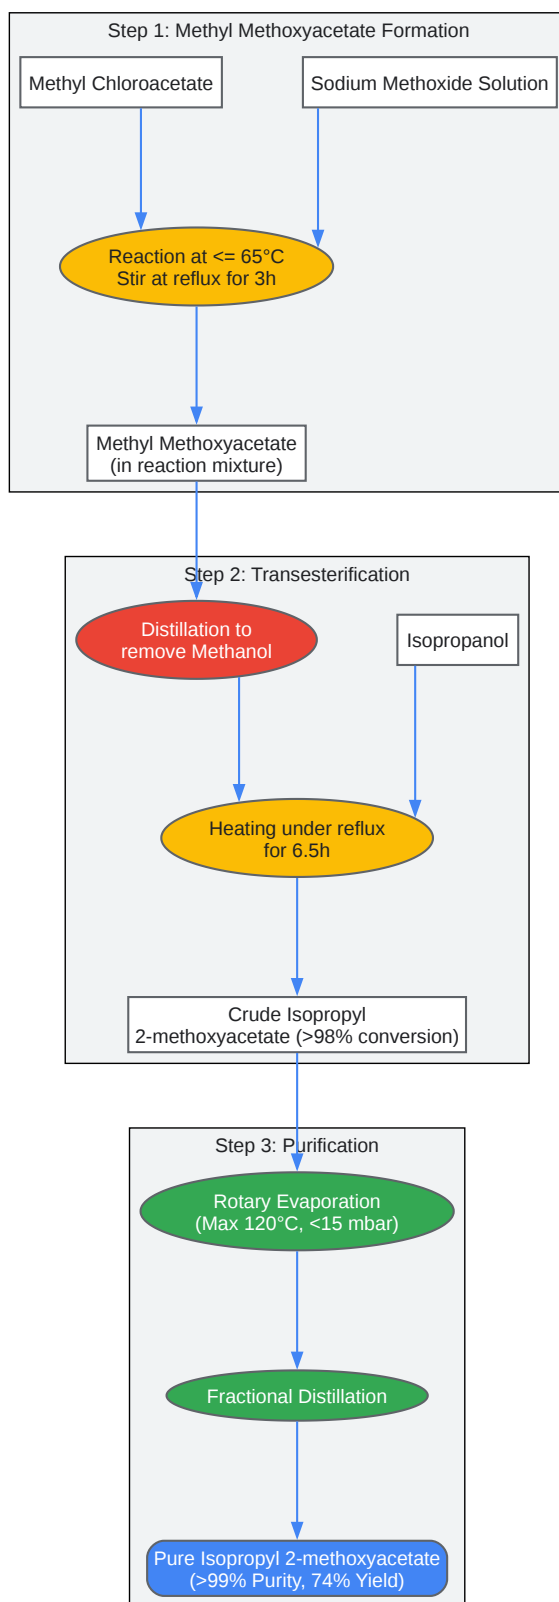 Step 1: Methyl Methoxyacetate Formation
Methyl Chloroacetate
Sodium Methoxide Solution
Reaction at <= 65°C
Stir at reflux for 3h
Methyl Methoxyacetate
(in reaction mixture)
Step 2: Transesterification
Distillation to
remove Methanol
Isopropanol
Heating under reflux
for 6.5h
Crude Isopropyl
2-methoxyacetate (>98% conversion)
Step 3: Purification
Rotary Evaporation
(Max 120°C, <15 mbar)
Fractional Distillation
Pure Isopropyl 2-methoxyacetate
(>99% Purity, 74% Yield)